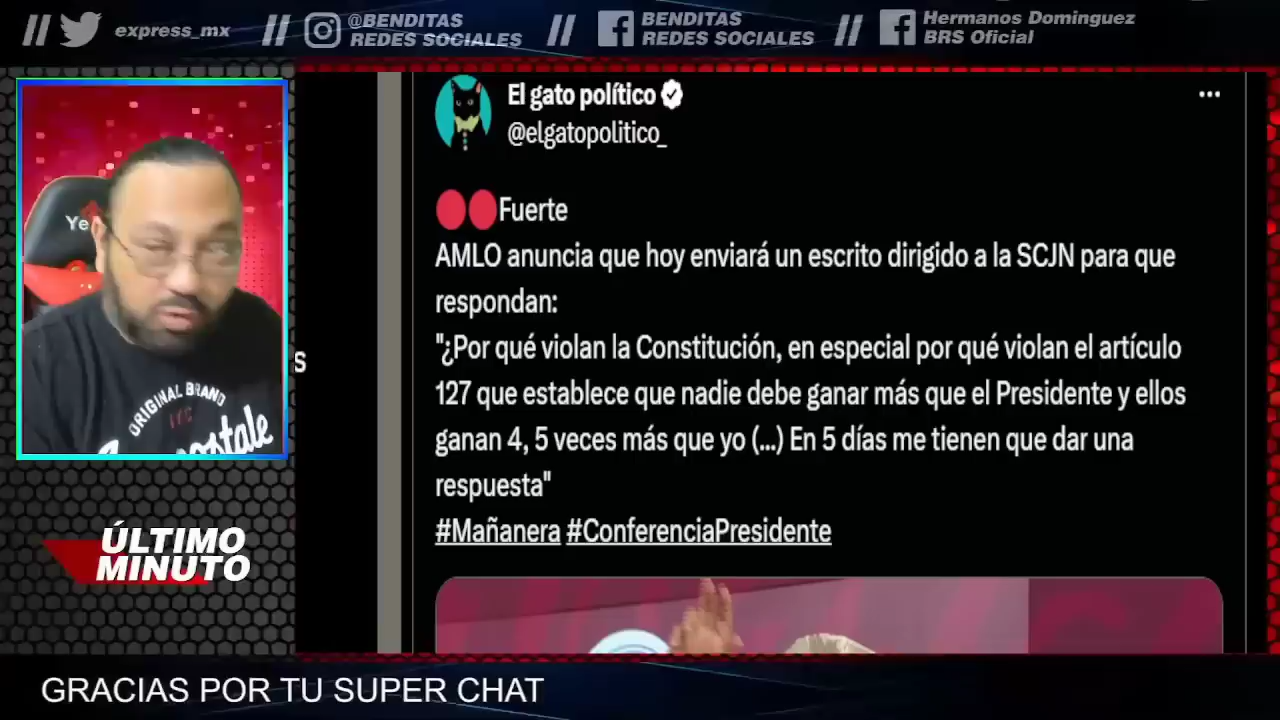 express_mx
@BENDITAS
REDES SOCIALES
BENDITAS
REDES SOCIALES
Hermanos Dominguez
BRS Oficial
El gato político
@elgatopolitico_
Fuerte
AMLO anuncia que hoy enviará un escrito dirigido a la SCJN para que
respondan:
"¿Por qué violan la Constitución, en especial por qué violan el artículo
127 que establece que nadie debe ganar más que el Presidente y ellos
ganan 4, 5 veces más que yo (...) En 5 días me tienen que dar una
respuesta"
#Mañanera #ConferenciaPresidente
Ye
ORIGINAL BRAND
S
ÚLTIMO
MINUTO
GRACIAS POR TU SUPER CHAT